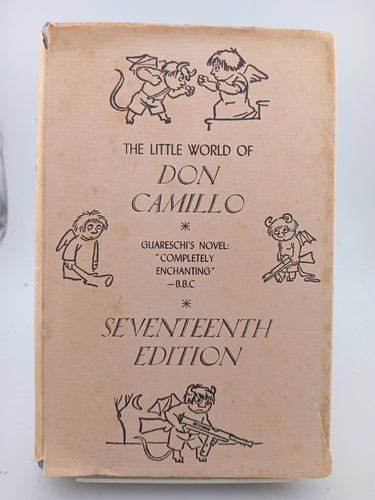 THE LITTLE WORLD OF
DON
CAMILLO
*
GUARESCHI'S NOVEL:
"COMPLETELY
ENCHANTING"
—B.B.C
*
SEVENTEENTH
EDITION